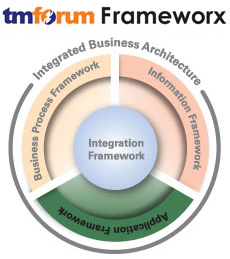 tmforum Frameworx
Integrated Business Architecture
Business Process Framework
Information Framework
Integration
Framework
Application Framework